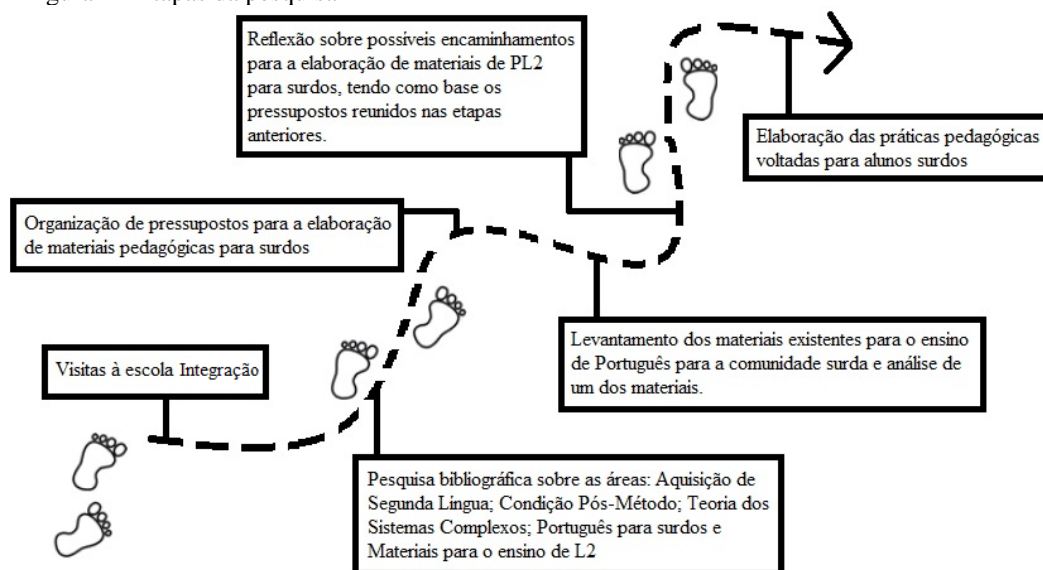 Reflexão sobre possíveis encaminhamentos
para a elaboração de materiais de PL2
para surdos, tendo como base os
pressupostos reunidos nas etapas
anteriores.
Elaboração das práticas pedagógicas
voltadas para alunos surdos
Organização de pressupostos para a elaboração
de materiais pedagógicas para surdos
Levantamento dos materiais existentes para o ensino
de Português para a comunidade surda e análise de
um dos materiais.
Visitas à escola Integração
Pesquisa bibliográfica sobre as áreas: Aquisição de
Segunda Lingua; Condição Pós-Método; Teoria dos
Sistemas Complexos; Português para surdos e
Materiais para o ensino de L2